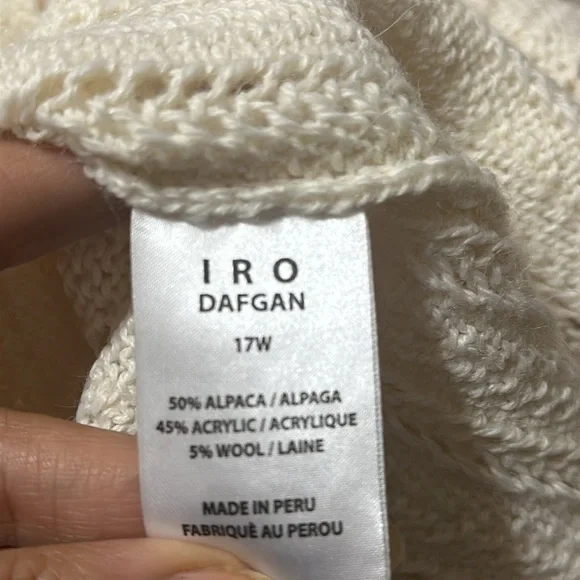 IRO
DAFGAN
17W
50% ALPACA / ALPAGA
45% ACRYLIC / ACRYLIQUE
5% WOOL / LAINE
MADE IN PERU
FABRIQUÈ AU PEROU